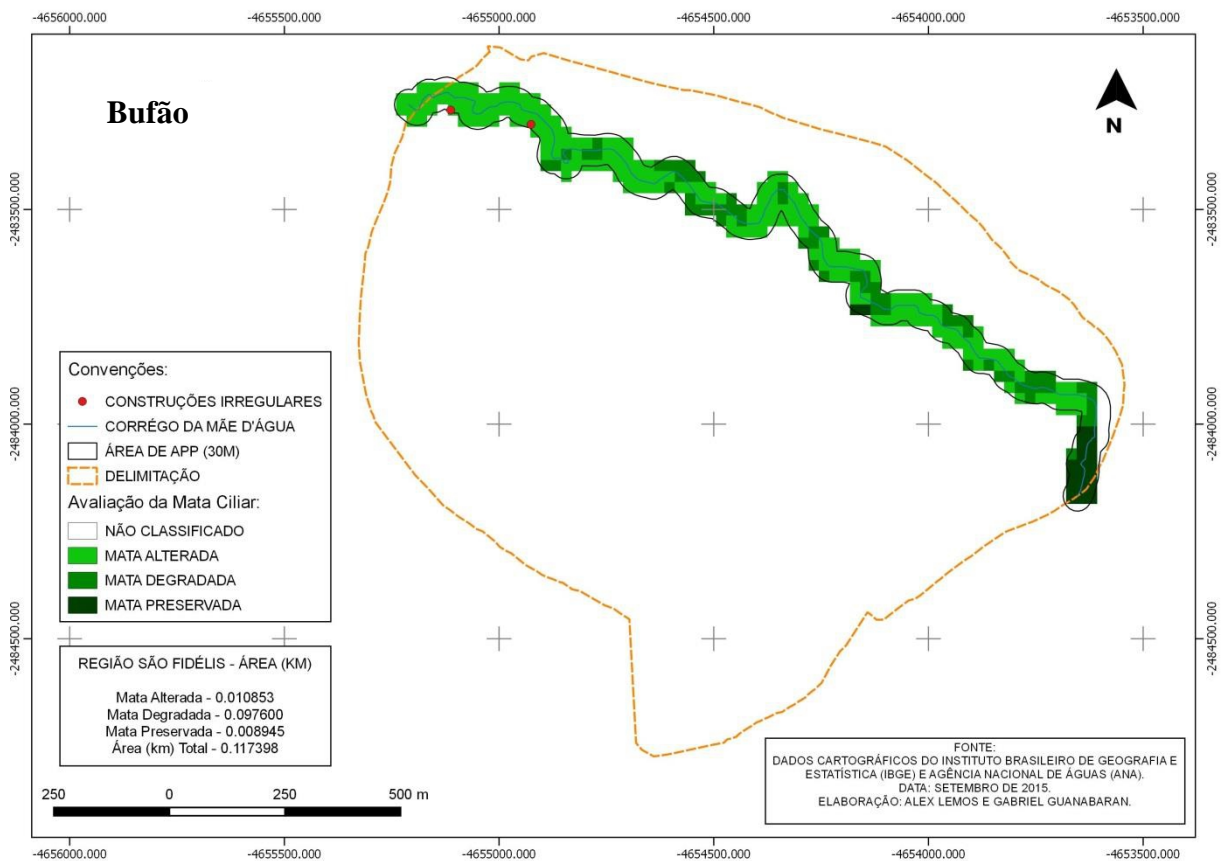 -4656000.000 -4655500.000 -4655000.000 -4654500.000 -4654000.000 -4653500.000
Bufão
N
-2483500.000
-2483500.000
-2484000.000
-2484000.000
-2484500.000
-2484500.000
Convenções:
CONSTRUÇÕES IRREGULARES
CORRÉGO DA MÃE D'ÁGUA
ÁREA DE APP (30M)
DELIMITAÇÃO
Avaliação da Mata Ciliar:
NÃO CLASSIFICADO
MATA ALTERADA
MATA DEGRADADA
MATA PRESERVADA
REGIÃO SÃO FIDÉLIS - ÁREA (KM)
Mata Alterada - 0.010853
Mata Degradada - 0.097600
Mata Preservada - 0.008945
Área (km) Total - 0.117398
250 0 250 500 m
FONTE:
DADOS CARTOGRÁFICOS DO INSTITUTO BRASILEIRO DE GEOGRAFIA E
ESTATÍSTICA (IBGE) E AGÊNCIA NACIONAL DE ÁGUAS (ANA).
DATA: SETEMBRO DE 2015.
ELABORAÇÃO: ALEX LEMOS E GABRIEL GUANABARAN.
-4656000.000 -4655500.000 -4655000.000 -4654500.000 -4654000.000 -4653500.000